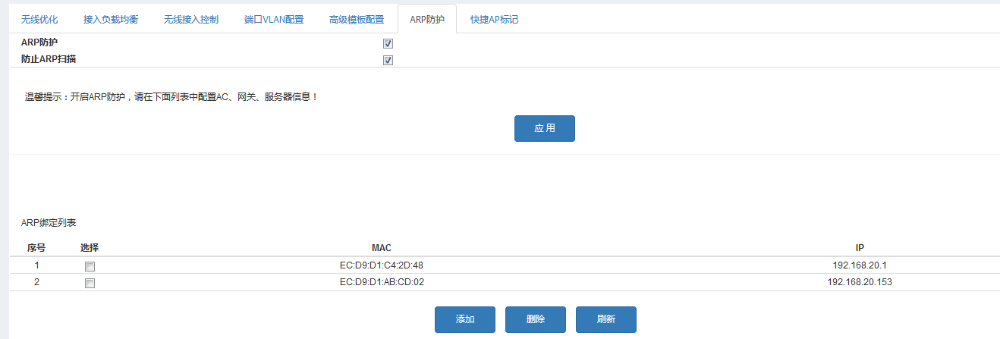 无线优化 接入负载均衡 无线接入控制 端口VLAN配置 高级模板配置 ARP防护 快捷AP标记
ARP防护
防止ARP扫描
温馨提示：开启ARP防护，请在下面列表中配置AC、网关、服务器信息！
应 用
ARP绑定列表
序号 选择 MAC IP
1 EC:D9:D1:C4:2D:48 192.168.20.1
2 EC:D9:D1:AB:CD:02 192.168.20.153
添加 删除 刷新